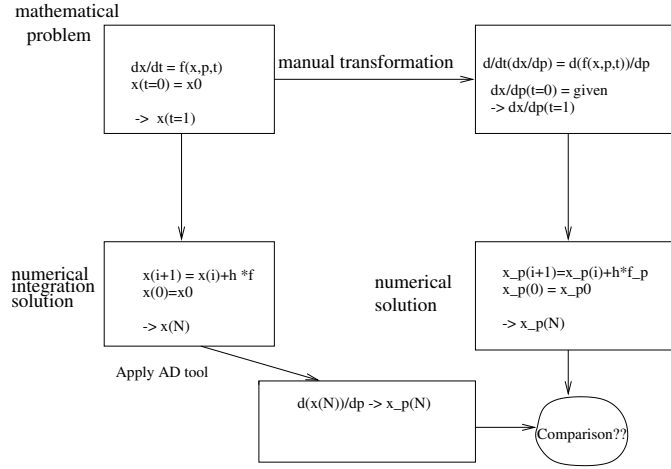 mathematical
problem
dx/dt = f(x,p,t)
x(t=0) = x0
-> x(t=1)
manual transformation
d/dt(dx/dp) = d(f(x,p,t))/dp
dx/dp(t=0) = given
-> dx/dp(t=1)
numerical
integration
solution
x(i+1) = x(i)+h *f
x(0)=x0
-> x(N)
numerical
solution
x_p(i+1)=x_p(i)+h*f_p
x_p(0) = x_p0
-> x_p(N)
Apply AD tool
d(x(N))/dp -> x_p(N)
Comparison??